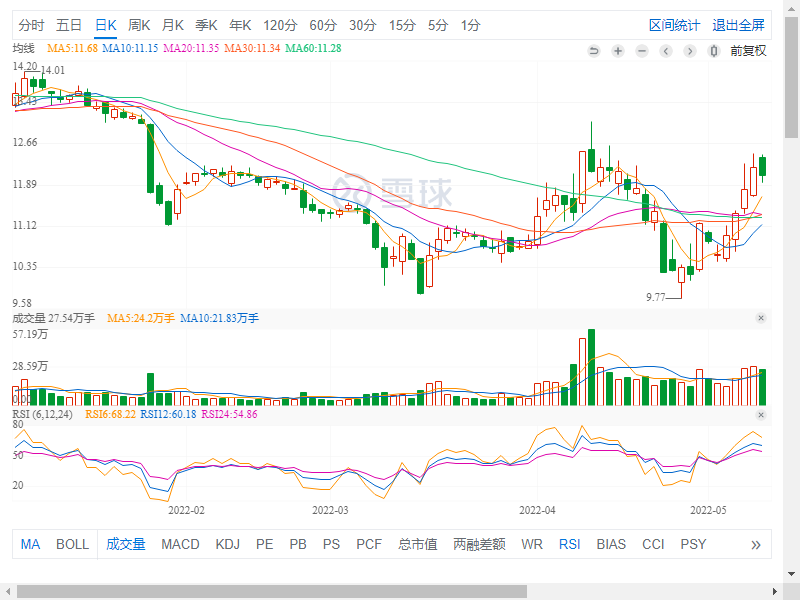 分时 五日 日K 周K 月K 季K 年K 120分 60分 30分 15分 5分 1分 区间统计 退出全屏
均线 MA5:11.68 MA10:11.15 MA20:11.35 MA30:11.34 MA60:11.28 前复权
14.20 14.01
13.43
12.66
雪球
11.89
11.12
10.35
9.77
9.58
成交量 27.54万手 MA5:24.2万手 MA10:21.83万手
57.19万
28.59万
RSI (6,12,24) RSI6:68.22 RSI12:60.18 RSI24:54.86
80
50
20
2022-02 2022-03 2022-04 2022-05
MA BOLL 成交量 MACD KDJ PE PB PS PCF 总市值 两融差额 WR RSI BIAS CCI PSY »